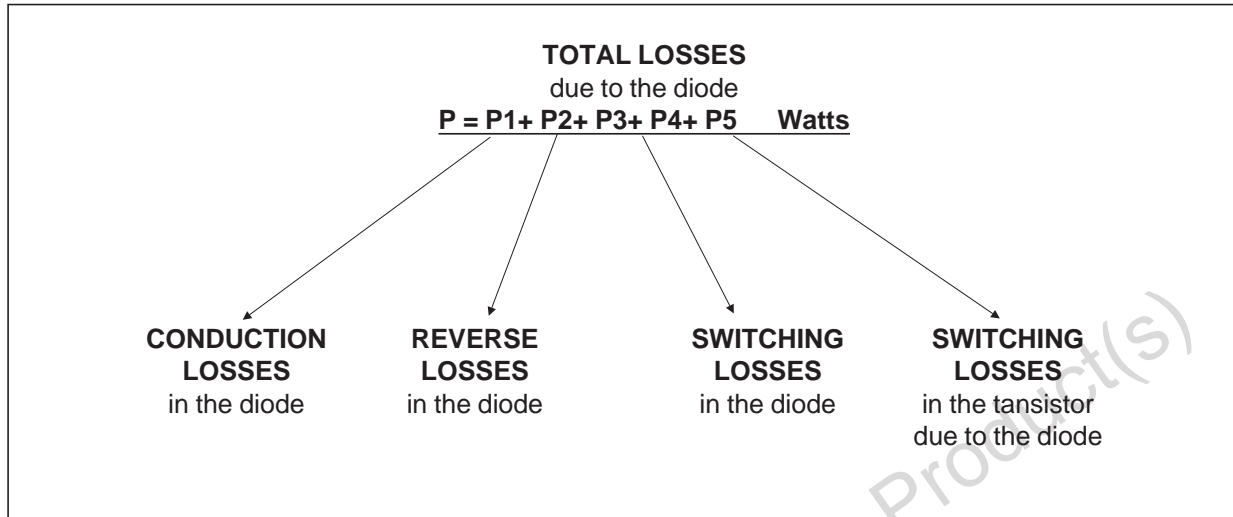 TOTAL LOSSES
due to the diode
P = P1+ P2+ P3+ P4+ P5 Watts
CONDUCTION
LOSSES
in the diode
REVERSE
LOSSES
in the diode
SWITCHING
LOSSES
in the diode
SWITCHING
LOSSES
in the tansistor
due to the diode
Product(s)